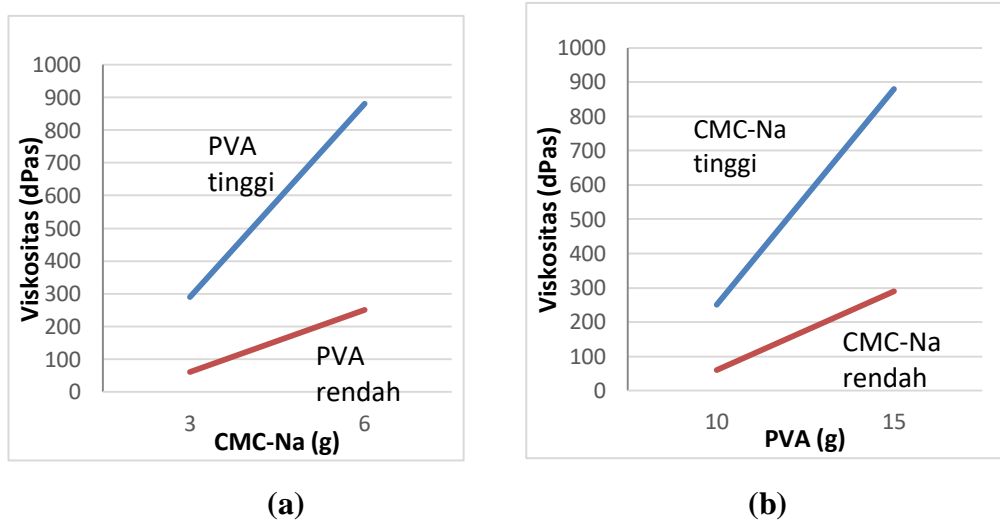 1000
900
800
700
600
500
400
300
200
100
0
Viskositas (dPas)
PVA
tinggi
PVA
rendah
3
6
CMC-Na (g)
(a)
1000
900
800
700
600
500
400
300
200
100
0
Viskositas (dPas)
CMC-Na
tinggi
CMC-Na
rendah
10
15
PVA (g)
(b)